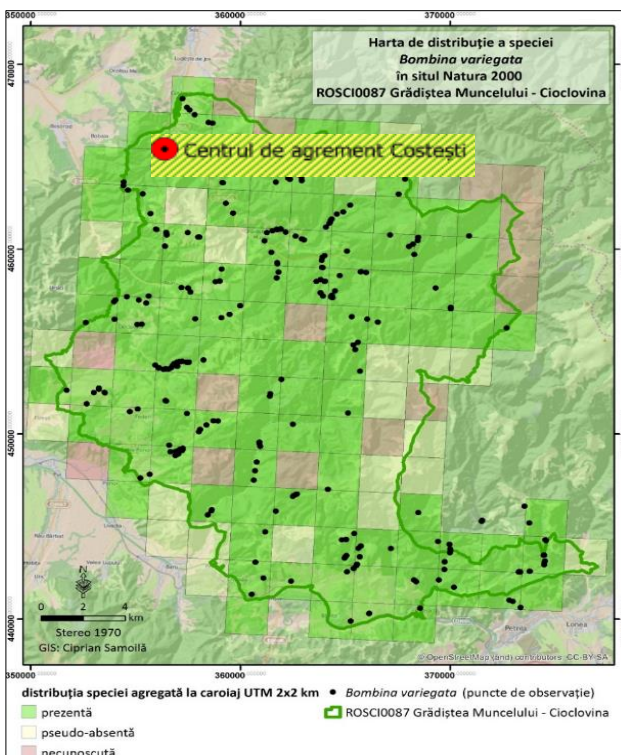 350000 360000 370000
Harta de distribuție a speciei
Bombina variegata
în situl Natura 2000
ROSCI0087 Grădiștea Muncelului - Cioclovina
470000
Centrul de agrement Costești
460000
450000
440000
N
0 2 4
km
Stereo 1970
GIS: Ciprian Samoilă
Petrila
Lonea
© OpenStreetMap (and) contributors, CC-BY-SA
350000 360000 370000
distribuția speciei agregată la caroiaj UTM 2x2 km
prezentă
pseudo-absentă
necunoscută
Bombina variegata (puncte de observație)
ROSCI0087 Grădiștea Muncelului - Cioclovina